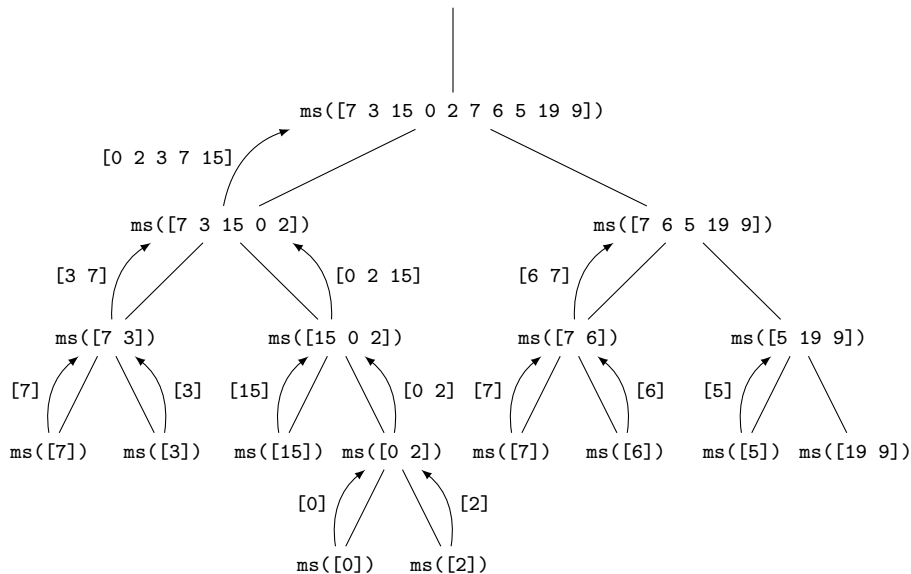 ms([7 3 15 0 2 7 6 5 19 9])
[0 2 3 7 15]
ms([7 3 15 0 2])
ms([7 6 5 19 9])
[3 7]
[0 2 15]
[6 7]
ms([7 3])
ms([15 0 2])
ms([7 6])
ms([5 19 9])
[7]
[3]
[15]
[0 2]
[7]
[6]
[5]
ms([7])
ms([3])
ms([15])
ms([0 2])
ms([7])
ms([6])
ms([5])
ms([19 9])
[0]
[2]
ms([0])
ms([2])